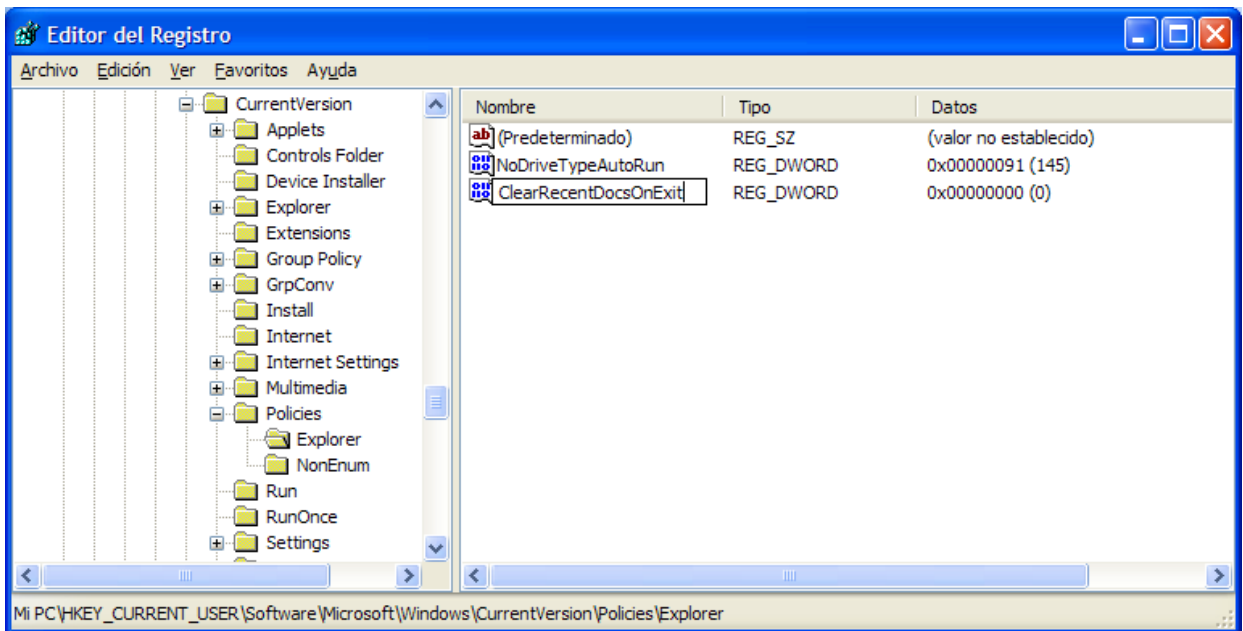 Editor del Registro
Archivo Edición Ver Favoritos Ayuda
CurrentVersion
Applets
Controls Folder
Device Installer
Explorer
Extensions
Group Policy
GrpConv
Install
Internet
Internet Settings
Multimedia
Policies
Explorer
NonEnum
Run
RunOnce
Settings
Nombre Tipo Datos
(Predeterminado) REG_SZ (valor no establecido)
NoDriveTypeAutoRun REG_DWORD 0x00000091 (145)
ClearRecentDocsOnExit REG_DWORD 0x00000000 (0)
Mi PC\HKEY_CURRENT_USER\Software\Microsoft\Windows\CurrentVersion\Policies\Explorer